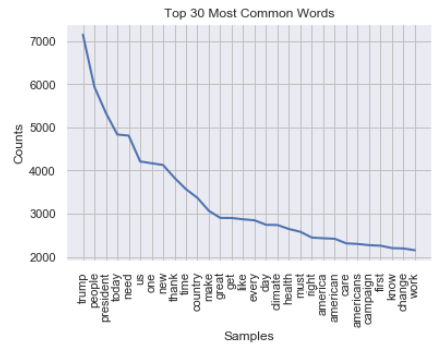 Top 30 Most Common Words
7000
6000
5000
4000
3000
2000
Counts
trump
people
president
today
need
us
one
new
thank
time
country
make
great
get
like
every
day
climate
health
must
right
america
american
care
americans
campaign
first
know
change
work
Samples